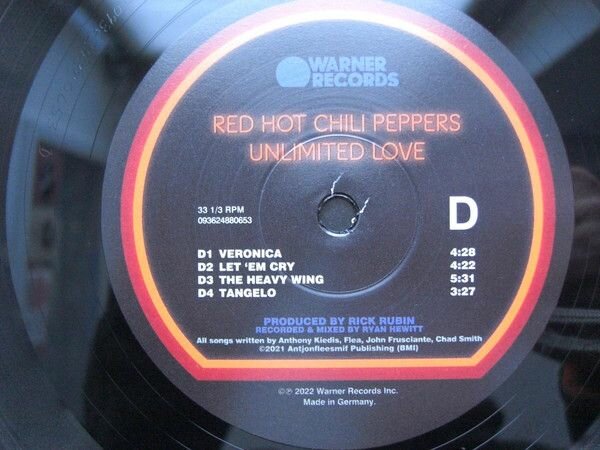 WARNER
RECORDS
RED HOT CHILI PEPPERS
UNLIMITED LOVE
33 1/3 RPM
093624880653
D
D1 VERONICA 4:28
D2 LET 'EM CRY 4:22
D3 THE HEAVY WING 5:31
D4 TANGELO 3:27
PRODUCED BY RICK RUBIN
RECORDED & MIXED BY RYAN HEWITT
All songs written by Anthony Kiedis, Flea, John Frusciante, Chad Smith
©2021 Antjonfleesmif Publishing (BMI)
©℗ 2022 Warner Records Inc.
Made in Germany.